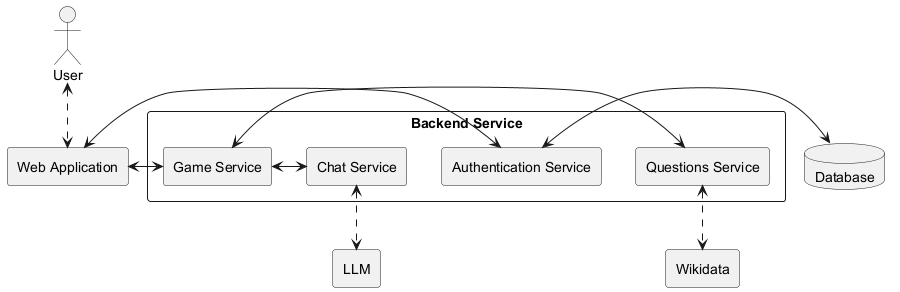 User
Backend Service
Web Application
Game Service
Chat Service
Authentication Service
Questions Service
Database
LLM
Wikidata